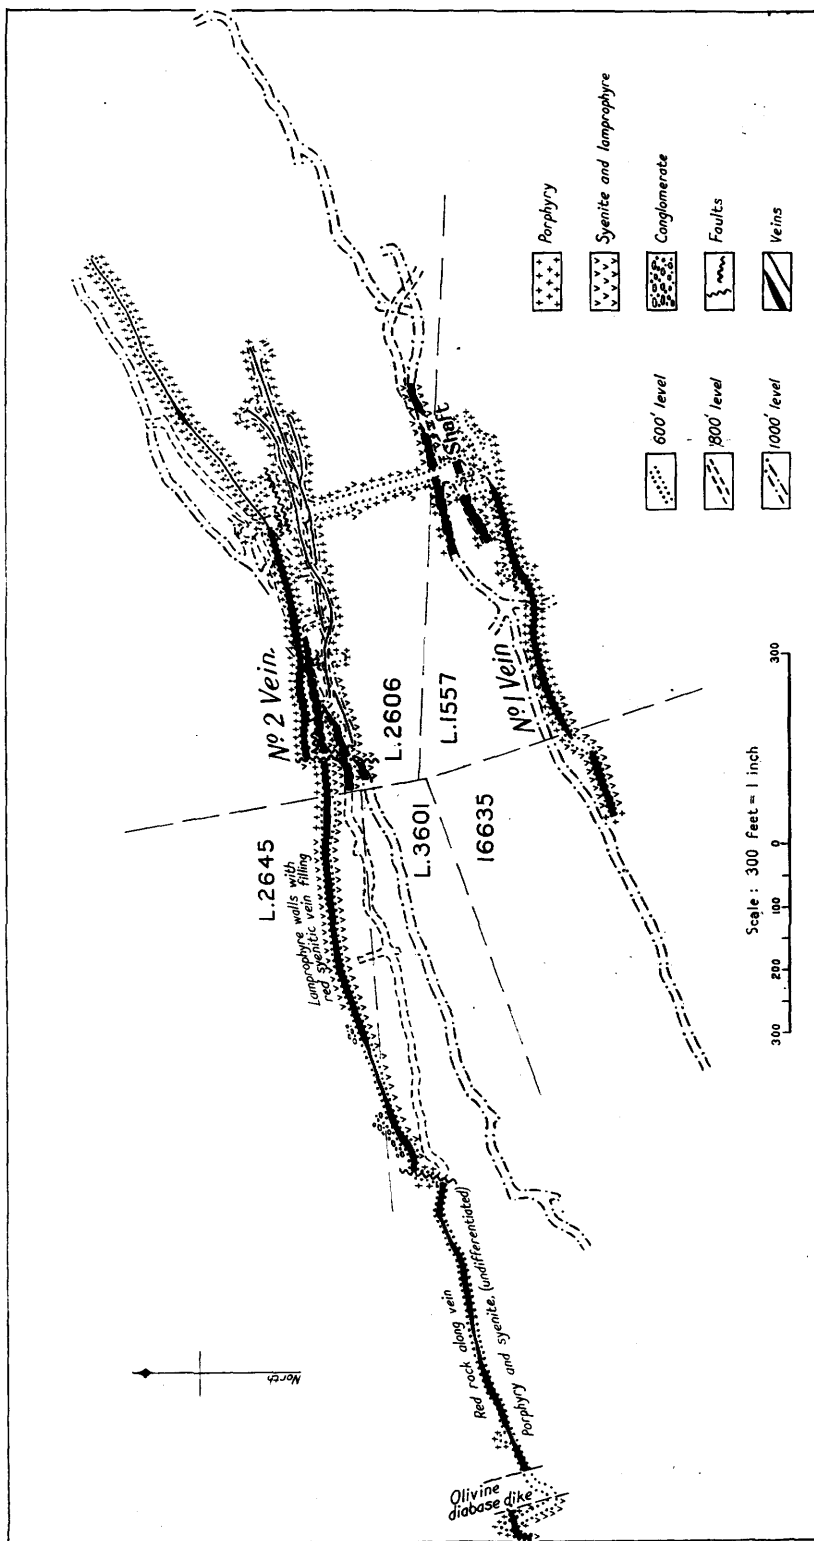 Nº 2 Vein.
L.2645
Lamprophyre walls with
red syenitic vein filling
L.2606
L.1557
L.3601
16635
Shaft
Nº 1 Vein
Red rock along vein
Porphyry and syenite, (undifferentiated)
Olivine
diabase dike
North
600' level
800' level
1000' level
Porphyry
Syenite and lamprophyre
Conglomerate
Faults
Veins
Scale: 300 feet = 1 inch
300 200 100 0 300